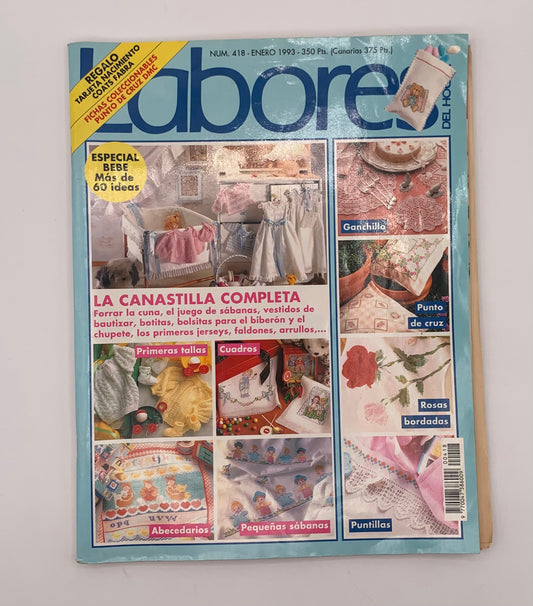 REGALO
TARJETA NACIMIENTO
COATS FABRA
FICHAS COLECCIONABLES
PUNTO DE CRUZ DMC
NUM. 418 - ENERO 1993 - 350 Pts. (Canarias 375 Pts.)
Labores
DEL HO
ESPECIAL
BEBE
Más de
60 ideas
LA CANASTILLA COMPLETA
Forrar la cuna, el juego de sábanas, vestidos de
bautizar, botitas, bolsitas para el biberón y el
chupete, los primeros jerseys, faldones, arrullos,...
Ganchillo
Punto
de cruz
Primeras tallas
Cuadros
Rosas
bordadas
Abecedarios
Pequeñas sábanas
Puntillas
00418